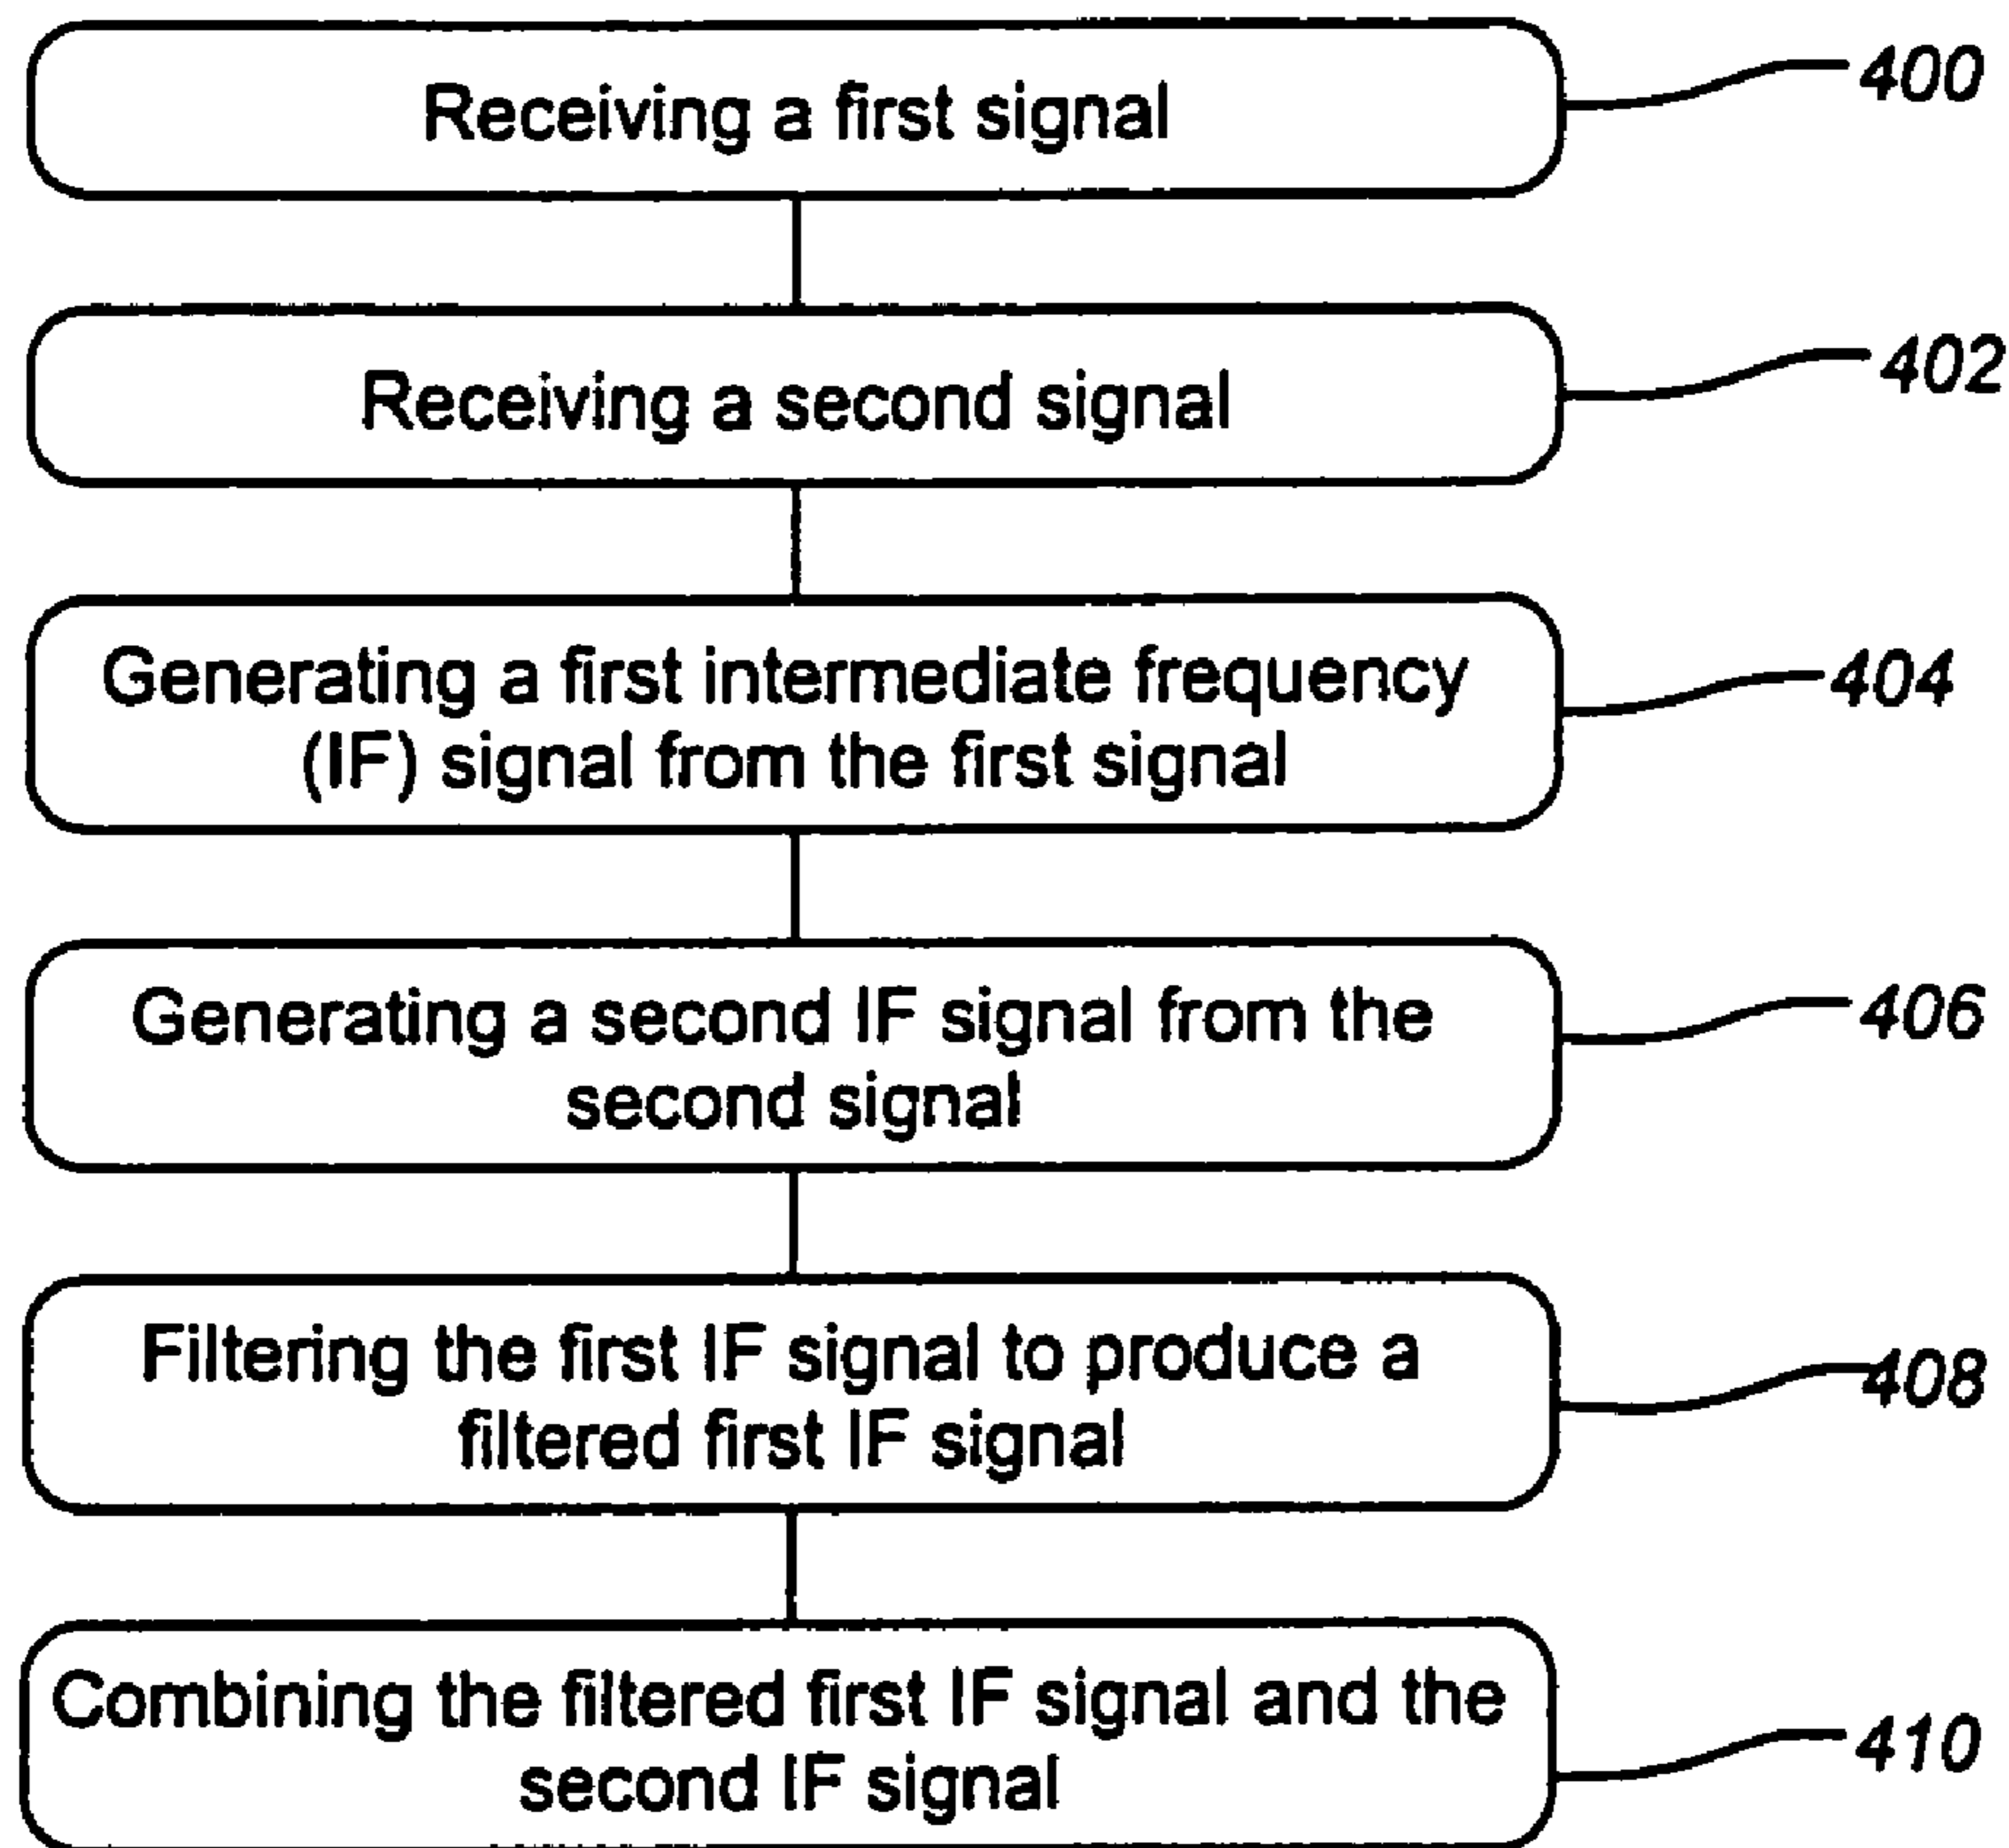 Receiving a first signal
400
Receiving a second signal
402
Generating a first intermediate frequency
(IF) signal from the first signal
404
Generating a second IF signal from the
second signal
406
Filtering the first IF signal to produce a
filtered first IF signal
408
Combining the filtered first IF signal and the
second IF signal
410